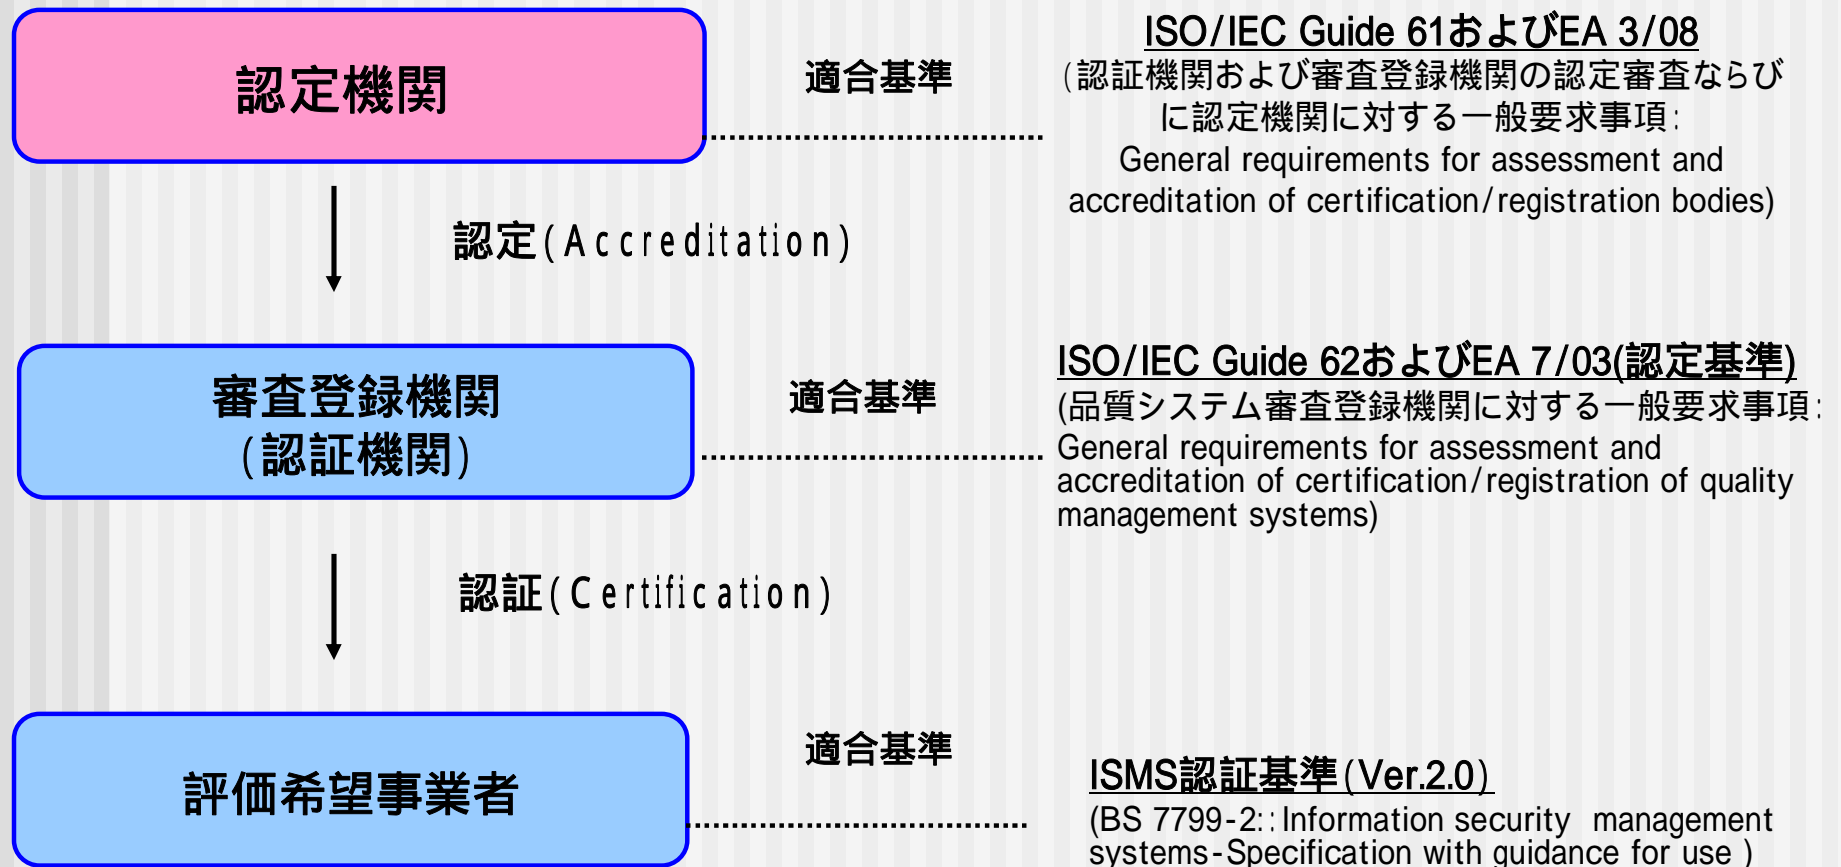 認定機関
適合基準
ISO/IEC Guide 61およびEA 3/08
(認証機関および審査登録機関の認定審査ならび
に認定機関に対する一般要求事項:
General requirements for assessment and
accreditation of certification/registration bodies)
認定(Accreditation)
審査登録機関
(認証機関)
適合基準
ISO/IEC Guide 62およびEA 7/03(認定基準)
(品質システム審査登録機関に対する一般要求事項:
General requirements for assessment and
accreditation of certification/registration of quality
management systems)
認証(Certification)
評価希望事業者
適合基準
ISMS認証基準(Ver.2.0)
(BS 7799-2::Information security management
systems-Specification with guidance for use )